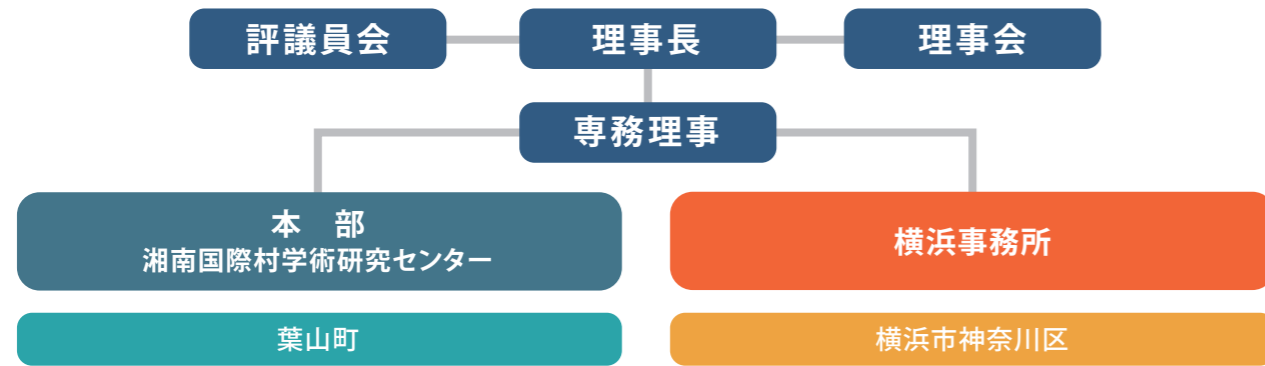 評議員会
理事長
理事会
専務理事
本　部
湘南国際村学術研究センター
横浜事務所
葉山町
横浜市神奈川区